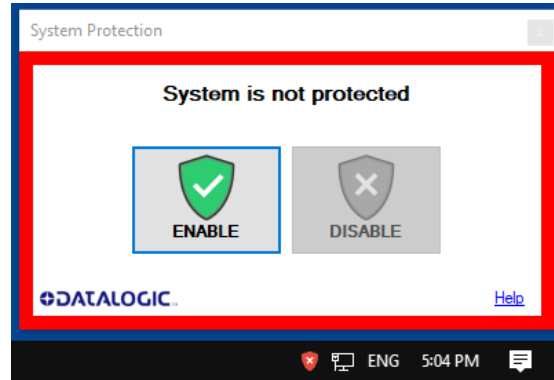 System Protection
System is not protected
ENABLE
DISABLE
DATALOGIC
Help
ENG 5:04 PM